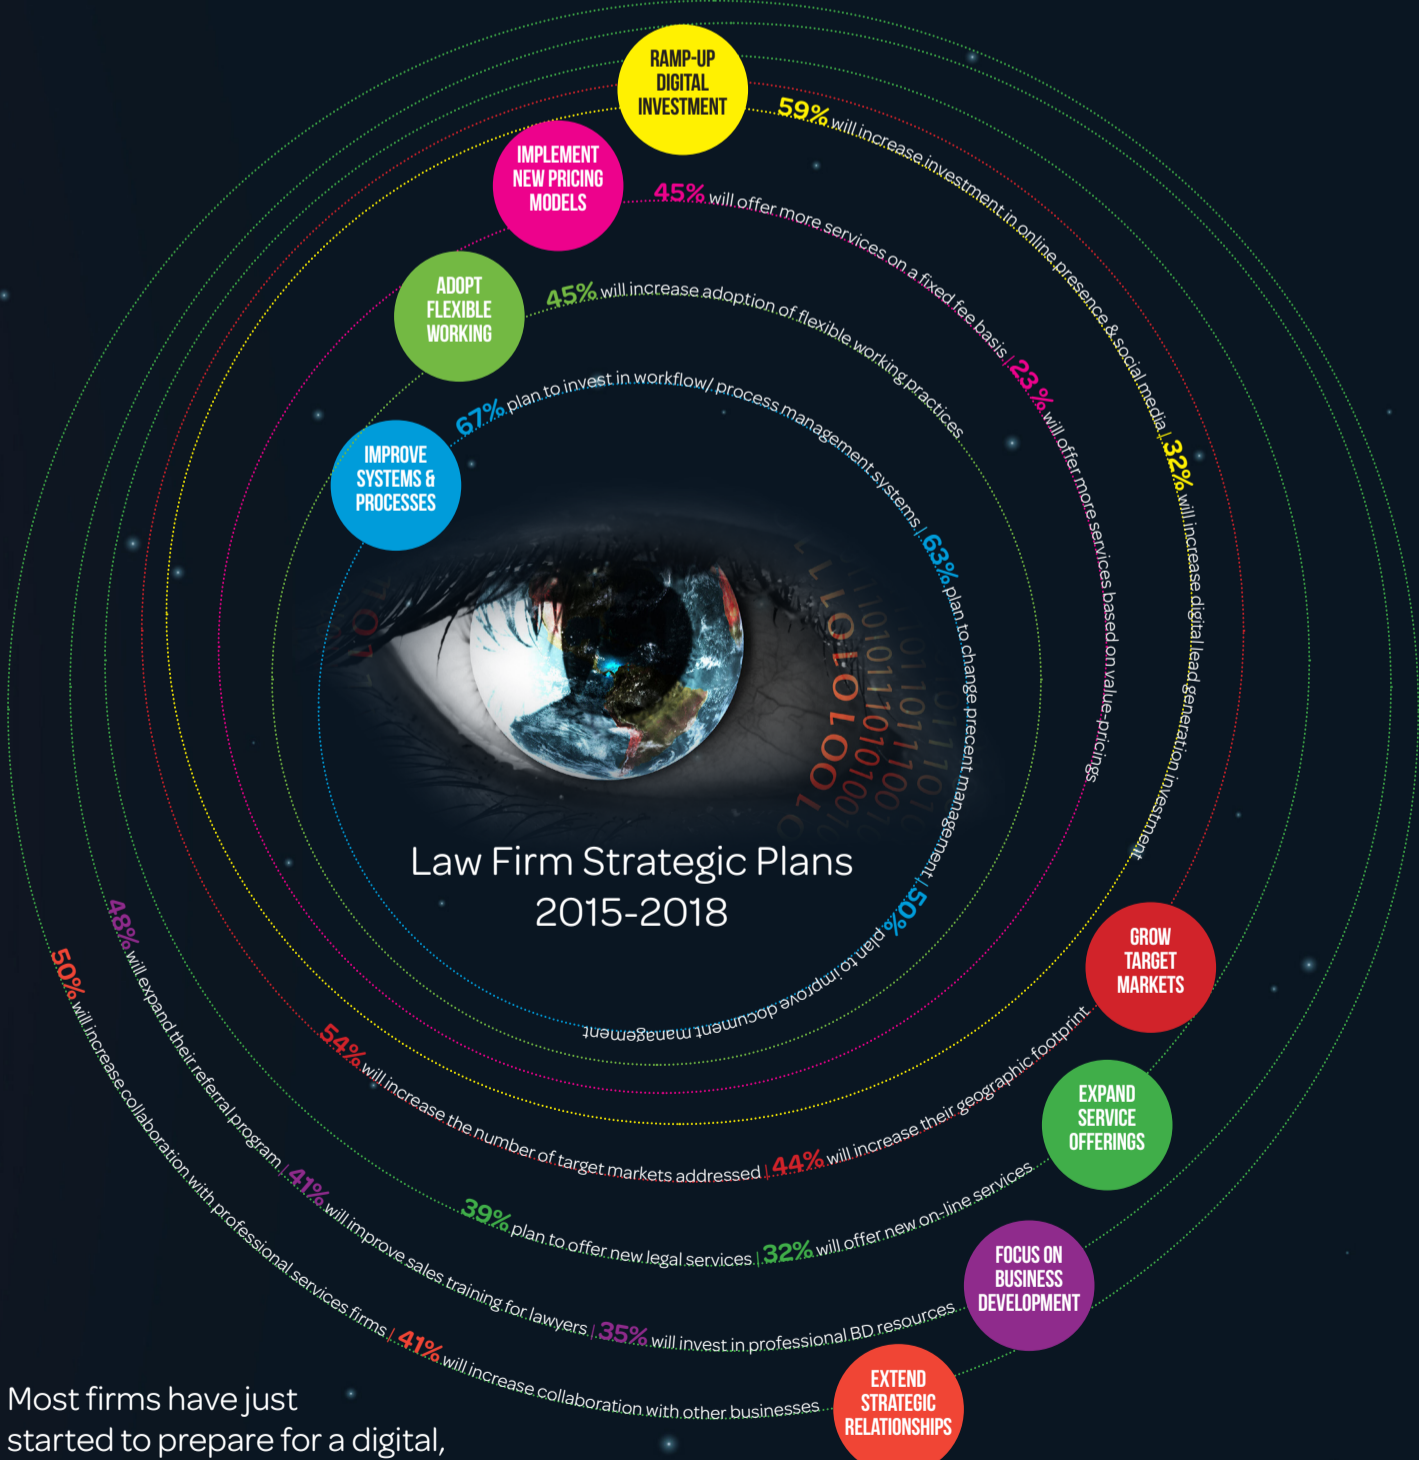 RAMP-UP
DIGITAL
INVESTMENT
59% will increase investment in online presence & social media | 32% will increase digital lead generation investment
IMPLEMENT
NEW PRICING
MODELS
45% will offer more services on a fixed fee basis | 23 % will offer more services based on value-pricings
ADOPT
FLEXIBLE
WORKING
45% will increase adoption of flexible working practices
IMPROVE
SYSTEMS &
PROCESSES
67% plan to invest in workflow/ process management systems | 63% plan to change precent management | 50% plan to improve document management
Law Firm Strategic Plans
2015-2018
GROW
TARGET
MARKETS
54% will increase the number of target markets addressed | 44% will increase their geographic footprint
EXPAND
SERVICE
OFFERINGS
39% plan to offer new legal services | 32% will offer new on-line services
FOCUS ON
BUSINESS
DEVELOPMENT
48% will expand their referral program | 41% will improve sales training for lawyers | 35% will invest in professional BD resources
EXTEND
STRATEGIC
RELATIONSHIPS
50% will increase collaboration with professional services firms | 41% will increase collaboration with other businesses
Most firms have just
started to prepare for a digital,